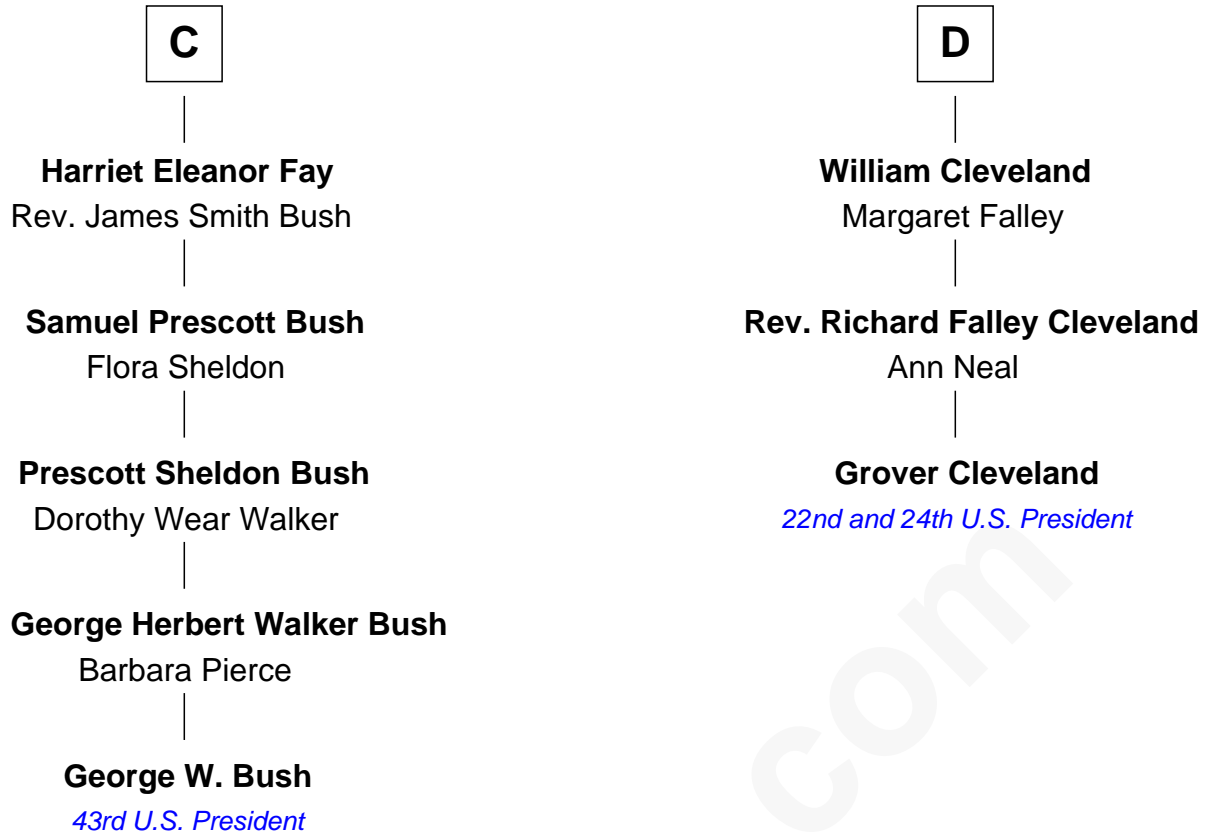 C
Harriet Eleanor Fay
Rev. James Smith Bush
Samuel Prescott Bush
Flora Sheldon
Prescott Sheldon Bush
Dorothy Wear Walker
George Herbert Walker Bush
Barbara Pierce
George W. Bush
43rd U.S. President
D
William Cleveland
Margaret Falley
Rev. Richard Falley Cleveland
Ann Neal
Grover Cleveland
22nd and 24th U.S. President
com